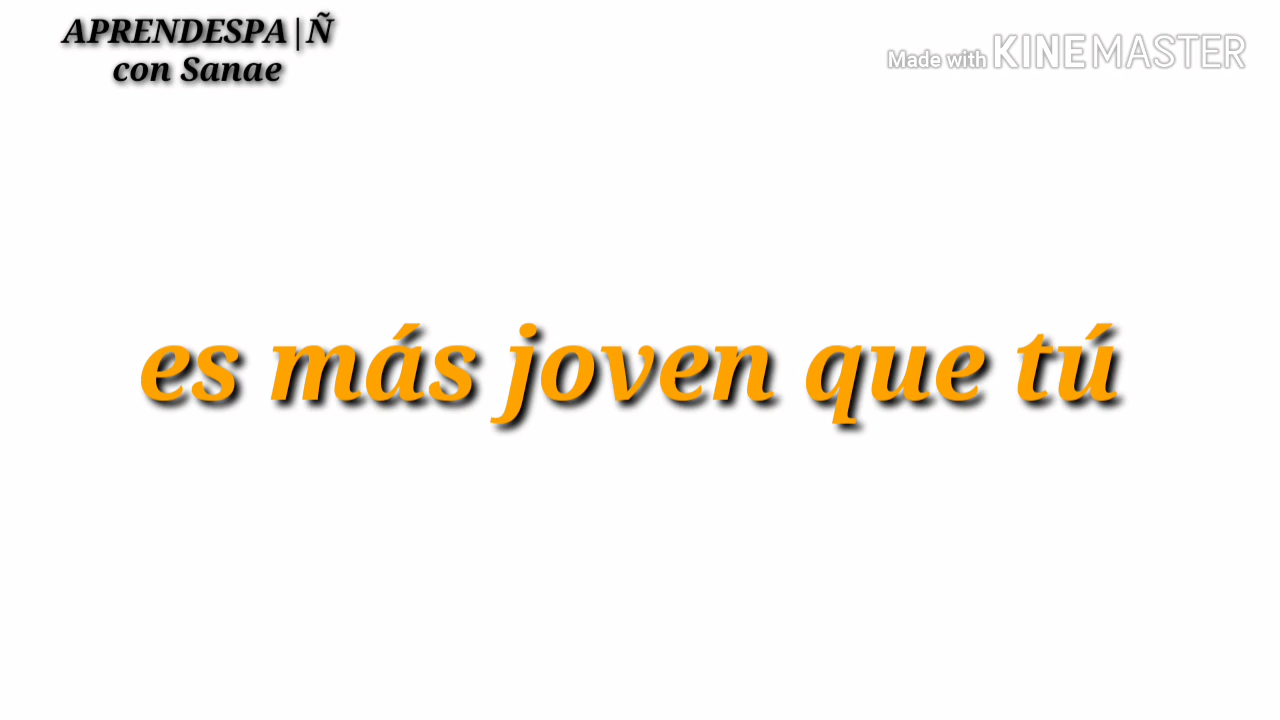 APRENDESPA|Ñ
con Sanae
Made with KINEMASTER
es más joven que tú